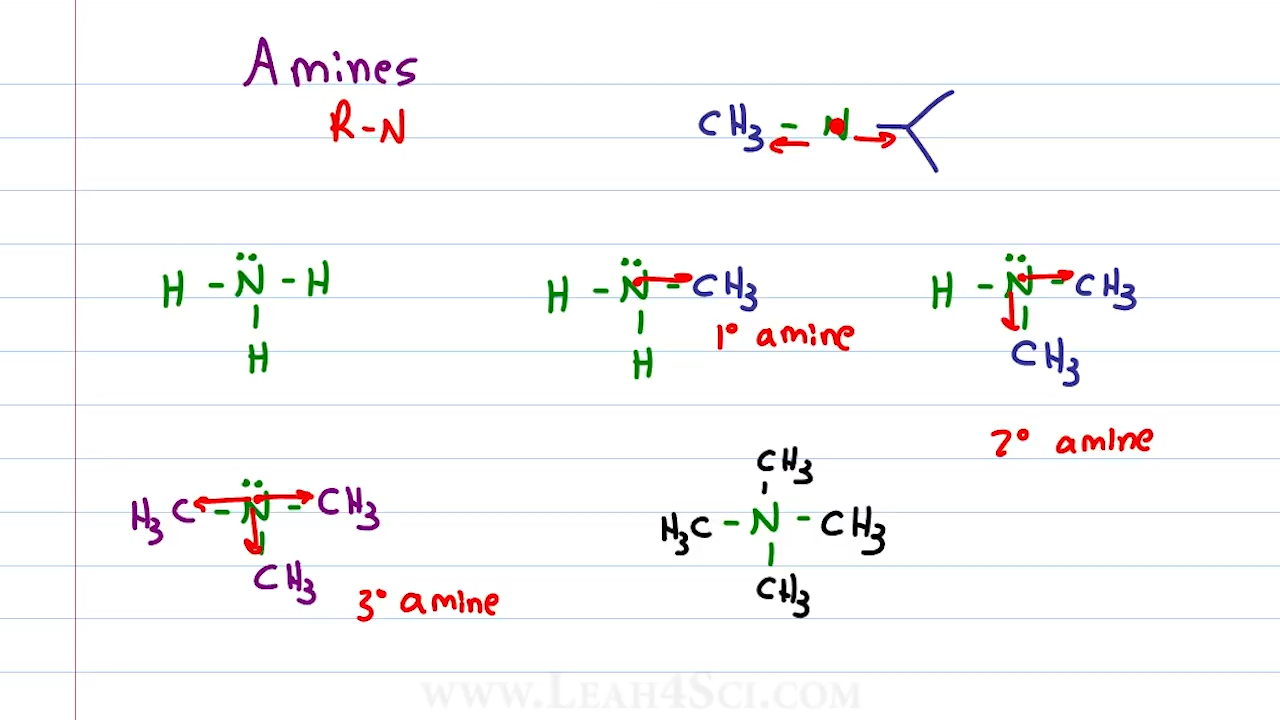 Amines
R-N
CH3 - N
H - N - H
H
H - N - CH3
H
1° amine
H - N - CH3
CH3
2° amine
H3C - N - CH3
CH3
3° amine
CH3
H3C - N - CH3
CH3
www.Leah4Sci.com